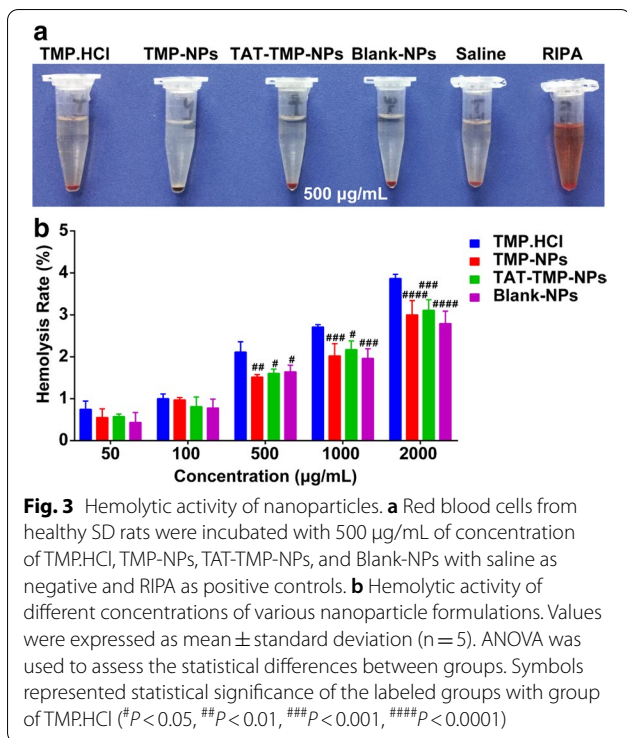 a
TMP.HCl TMP-NPs TAT-TMP-NPs Blank-NPs Saline RIPA
500 µg/mL
b
Hemolysis Rate (%)
5
4
3
2
1
0
## # #
### # ###
#### ### ####
TMP.HCl
TMP-NPs
TAT-TMP-NPs
Blank-NPs
50 100 500 1000 2000
Concentration (µg/mL)
Fig. 3 Hemolytic activity of nanoparticles. a Red blood cells from
healthy SD rats were incubated with 500 µg/mL of concentration
of TMP.HCl, TMP-NPs, TAT-TMP-NPs, and Blank-NPs with saline as
negative and RIPA as positive controls. b Hemolytic activity of
different concentrations of various nanoparticle formulations. Values
were expressed as mean ± standard deviation (n = 5). ANOVA was
used to assess the statistical differences between groups. Symbols
represented statistical significance of the labeled groups with group
of TMP.HCl (#P < 0.05, ##P < 0.01, ###P < 0.001, ####P < 0.0001)